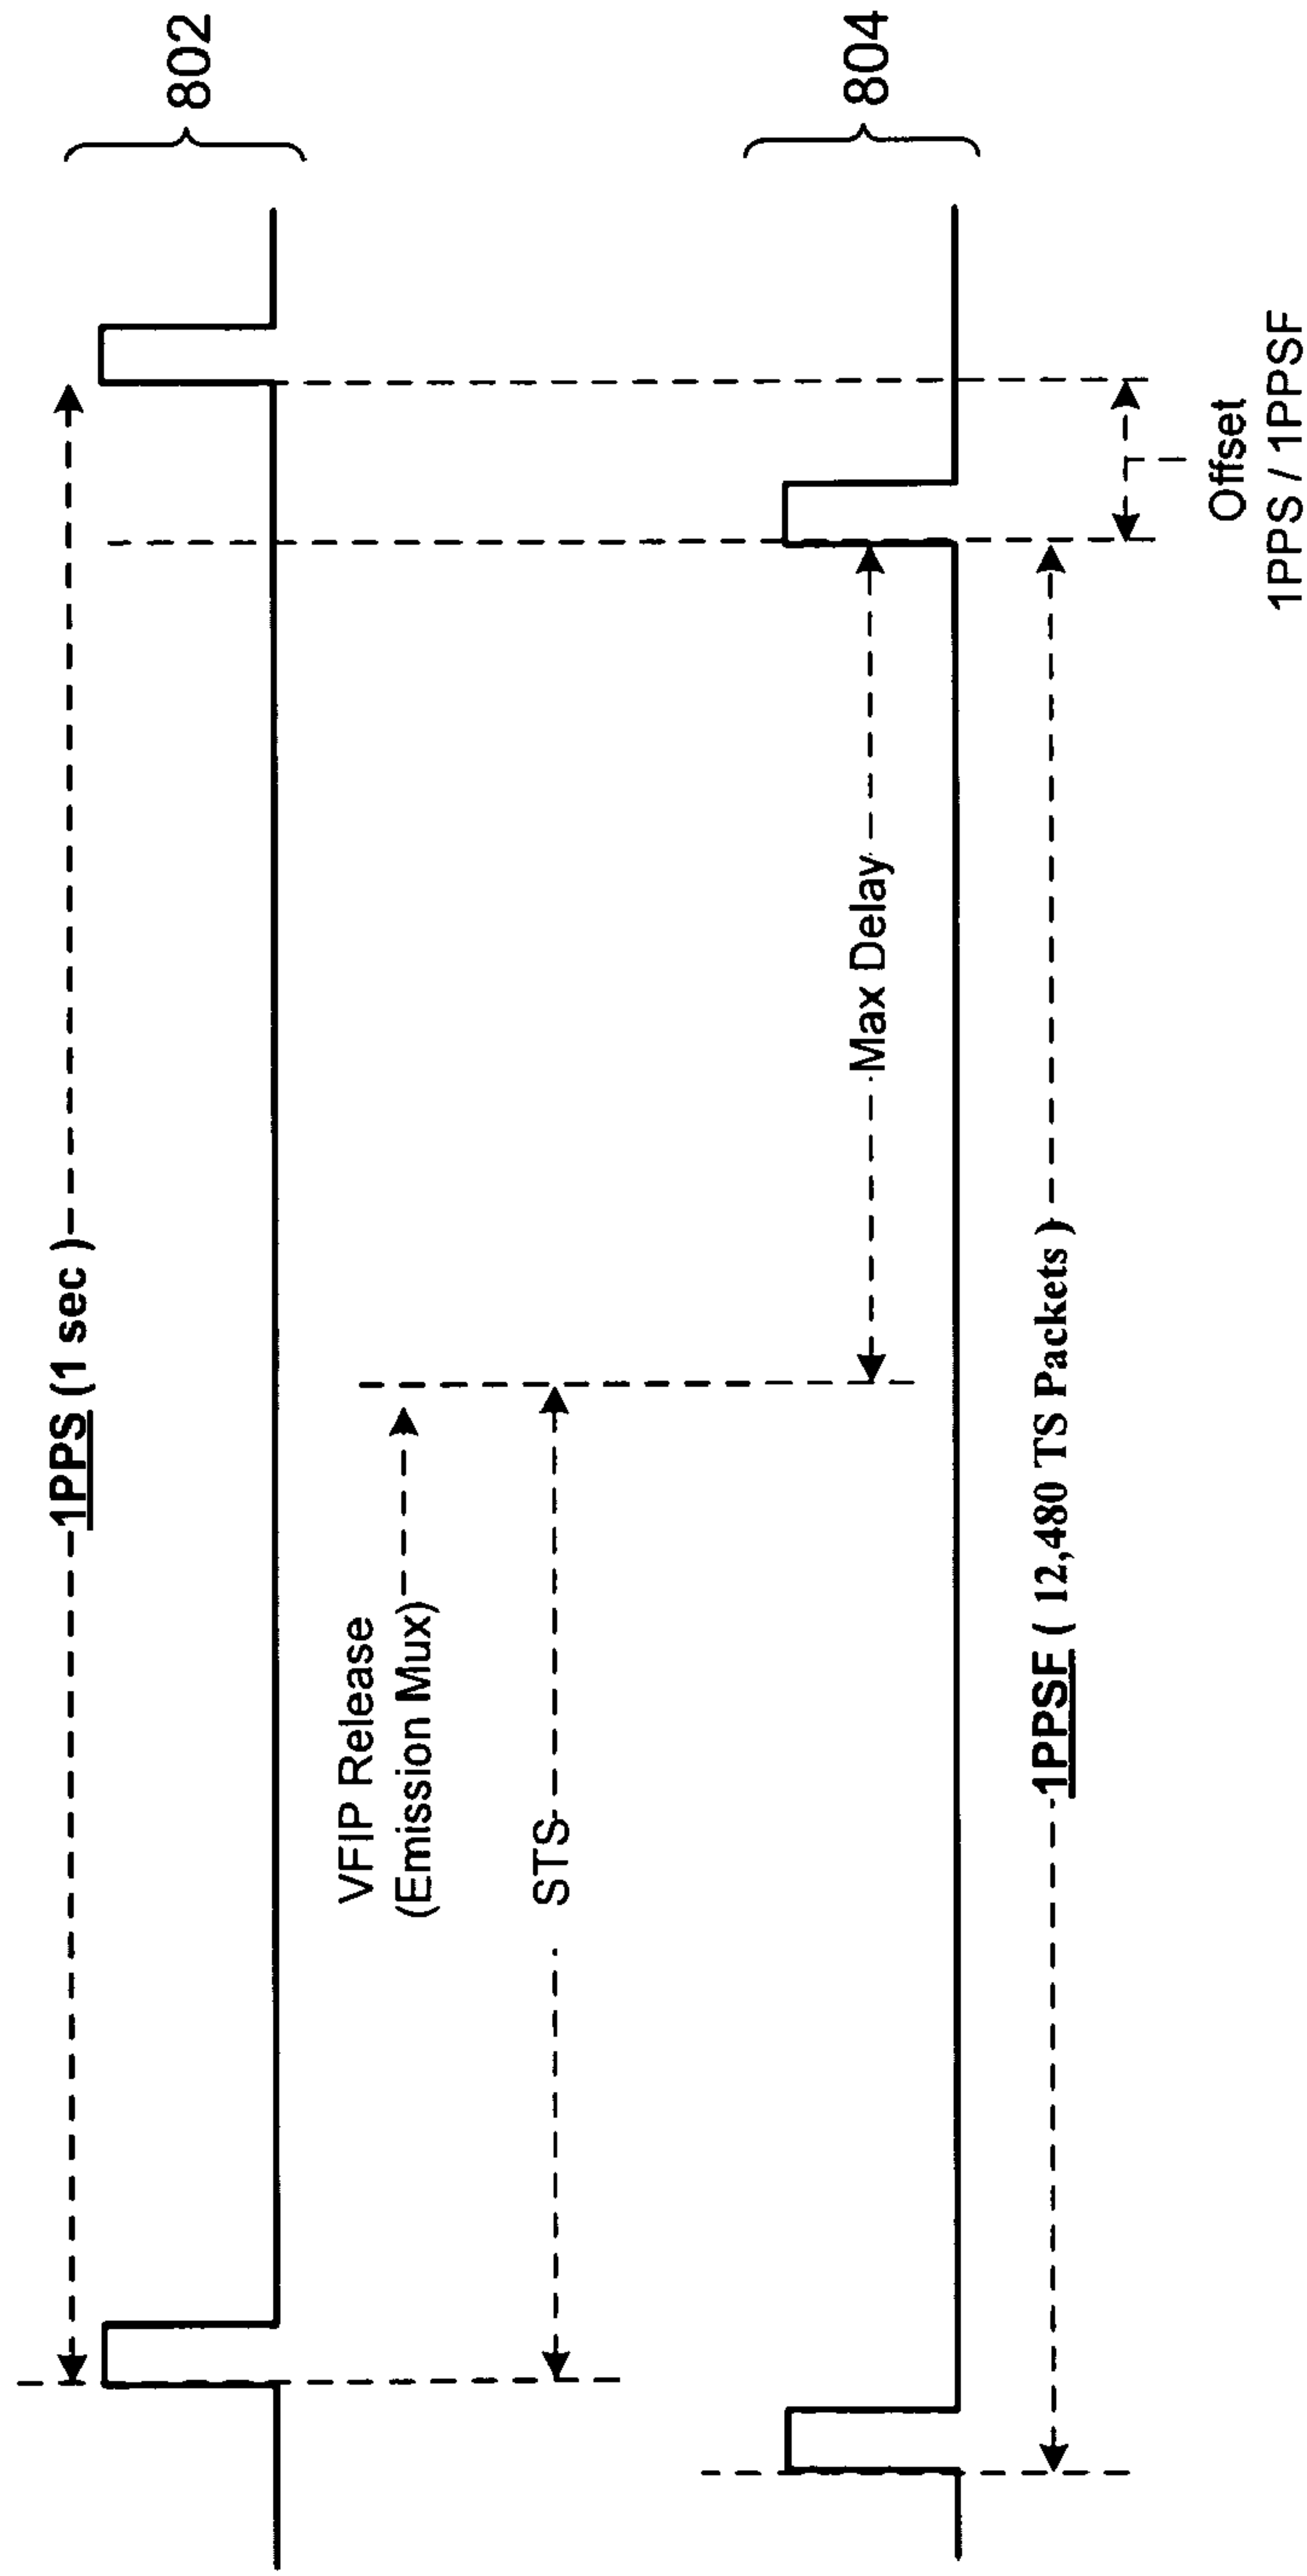 1PPS (1 sec )
802
VFIP Release
(Emission Mux)
STS
Max Delay
804
1PPSF ( 12,480 TS Packets )
Offset
1PPS / 1PPSF